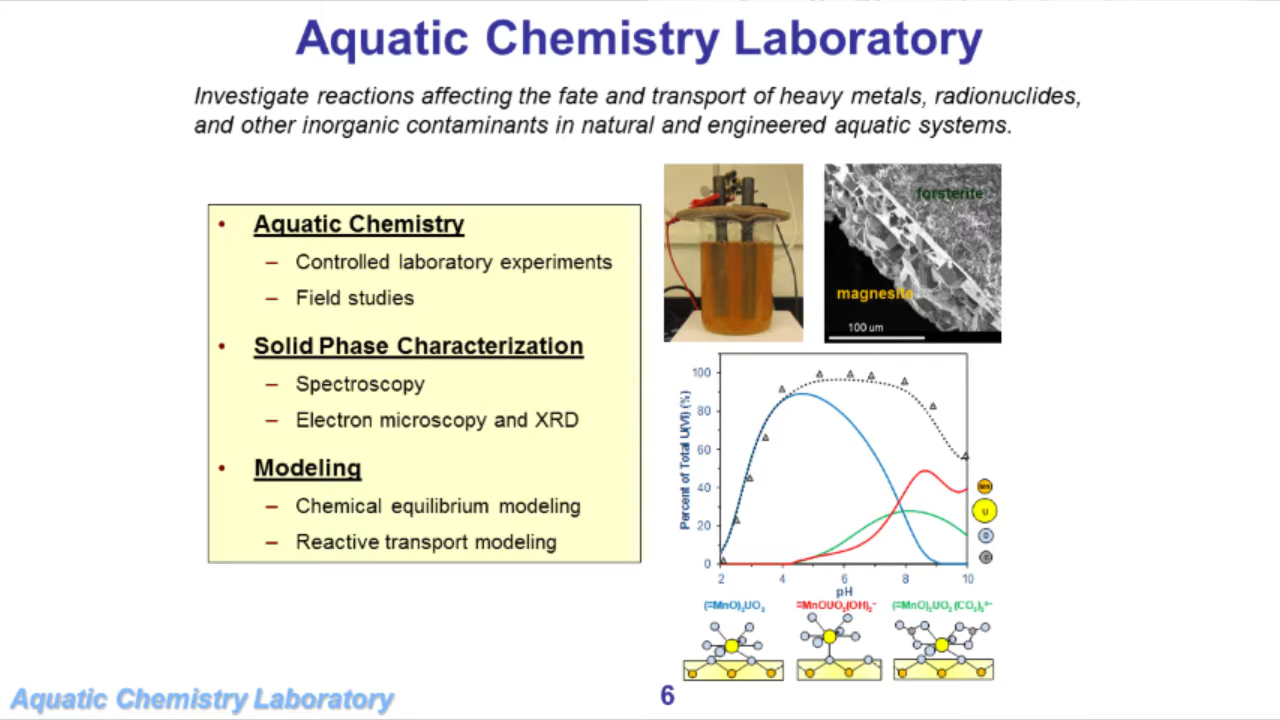 Aquatic Chemistry Laboratory
Investigate reactions affecting the fate and transport of heavy metals, radionuclides,
and other inorganic contaminants in natural and engineered aquatic systems.
• Aquatic Chemistry
– Controlled laboratory experiments
– Field studies
• Solid Phase Characterization
– Spectroscopy
– Electron microscopy and XRD
• Modeling
– Chemical equilibrium modeling
– Reactive transport modeling
forsterite
magnesite
100 um
Percent of Total U(VI) (%)
100
80
60
40
20
0
2 4 6 8 10
pH
Mn
U
O
C
(=MnO)₂UO₂ =MnOUO₂(OH)₂⁻ (=MnO)₂UO₂(CO₃)₂⁴⁻
Aquatic Chemistry Laboratory
6